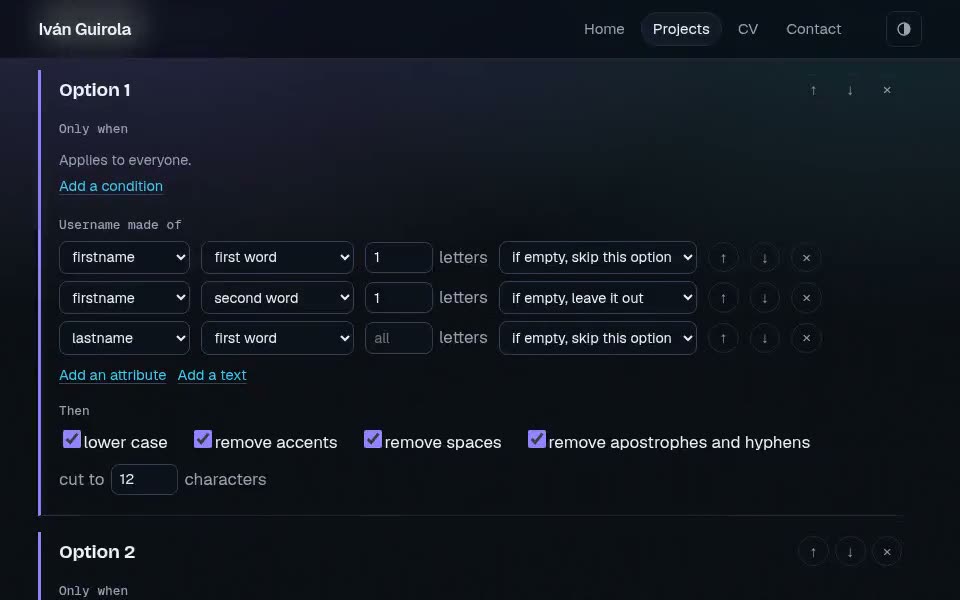 Iván Guirola Home Projects CV Contact
Option 1 ↑ ↓ ×
Only when
Applies to everyone.
Add a condition
Username made of
firstname first word 1 letters if empty, skip this option ↑ ↓ ×
firstname second word 1 letters if empty, leave it out ↑ ↓ ×
lastname first word all letters if empty, skip this option ↑ ↓ ×
Add an attribute Add a text
Then
lower case remove accents remove spaces remove apostrophes and hyphens
cut to 12 characters
Option 2 ↑ ↓ ×
Only when